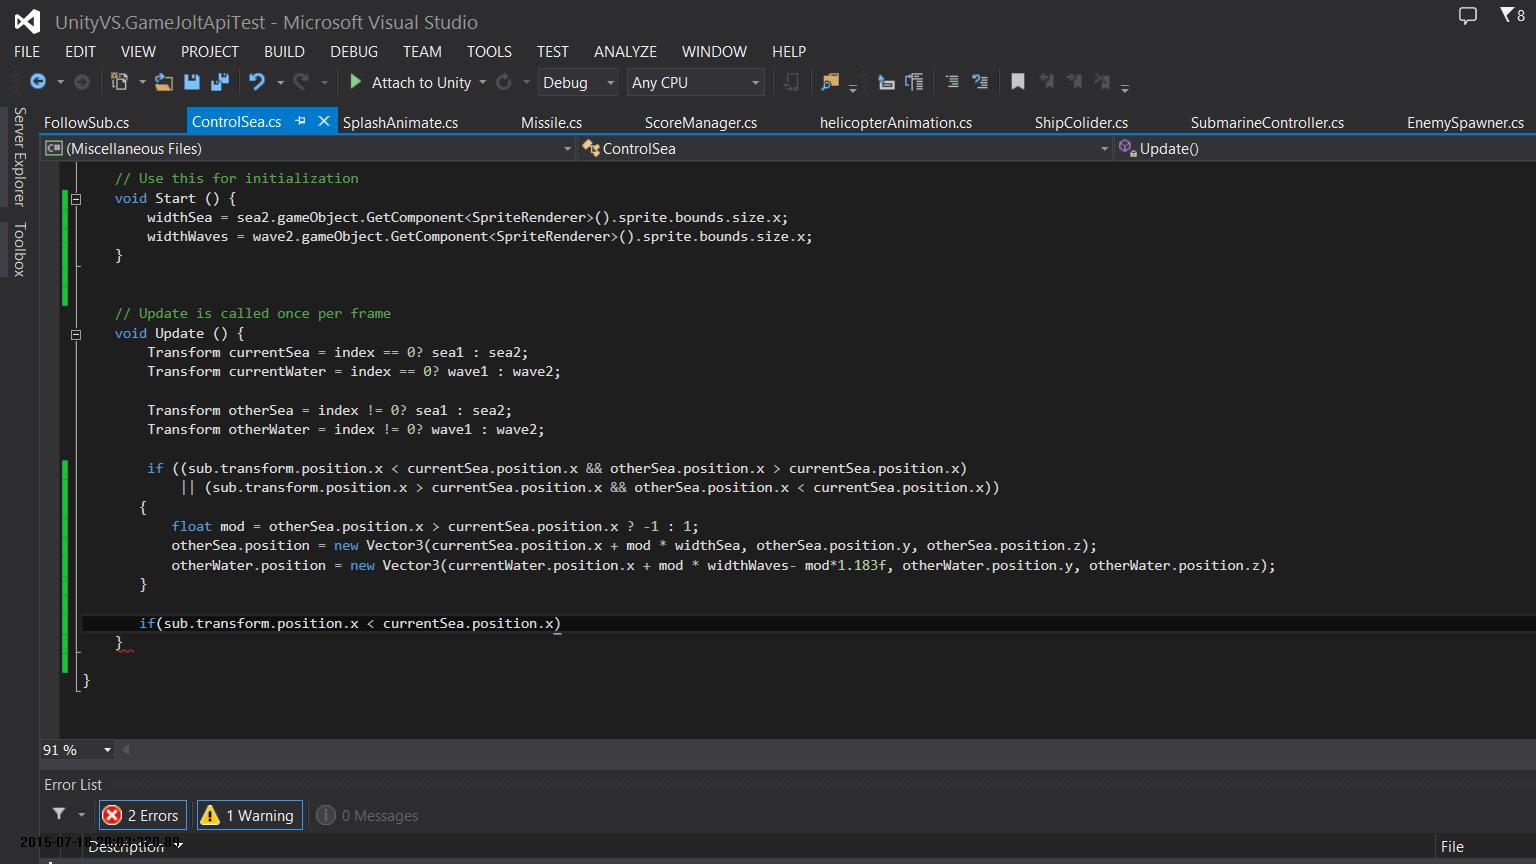 UnityVS.GameJoltApiTest - Microsoft Visual Studio
8
FILE EDIT VIEW PROJECT BUILD DEBUG TEAM TOOLS TEST ANALYZE WINDOW HELP
Attach to Unity Debug Any CPU
Server Explorer
Toolbox
FollowSub.cs ControlSea.cs SplashAnimate.cs Missile.cs ScoreManager.cs helicopterAnimation.cs ShipColider.cs SubmarineController.cs EnemySpawner.cs
C# (Miscellaneous Files) ControlSea Update()
// Use this for initialization
void Start () {
widthSea = sea2.gameObject.GetComponent<SpriteRenderer>().sprite.bounds.size.x;
widthWaves = wave2.gameObject.GetComponent<SpriteRenderer>().sprite.bounds.size.x;
}
// Update is called once per frame
void Update () {
Transform currentSea = index == 0? sea1 : sea2;
Transform currentWater = index == 0? wave1 : wave2;
Transform otherSea = index != 0? sea1 : sea2;
Transform otherWater = index != 0? wave1 : wave2;
if ((sub.transform.position.x < currentSea.position.x && otherSea.position.x > currentSea.position.x)
|| (sub.transform.position.x > currentSea.position.x && otherSea.position.x < currentSea.position.x))
{
float mod = otherSea.position.x > currentSea.position.x ? -1 : 1;
otherSea.position = new Vector3(currentSea.position.x + mod * widthSea, otherSea.position.y, otherSea.position.z);
otherWater.position = new Vector3(currentWater.position.x + mod * widthWaves- mod*1.183f, otherWater.position.y, otherWater.position.z);
}
if(sub.transform.position.x < currentSea.position.x)
}
}
91 %
Error List
2 Errors 1 Warning 0 Messages
Description File